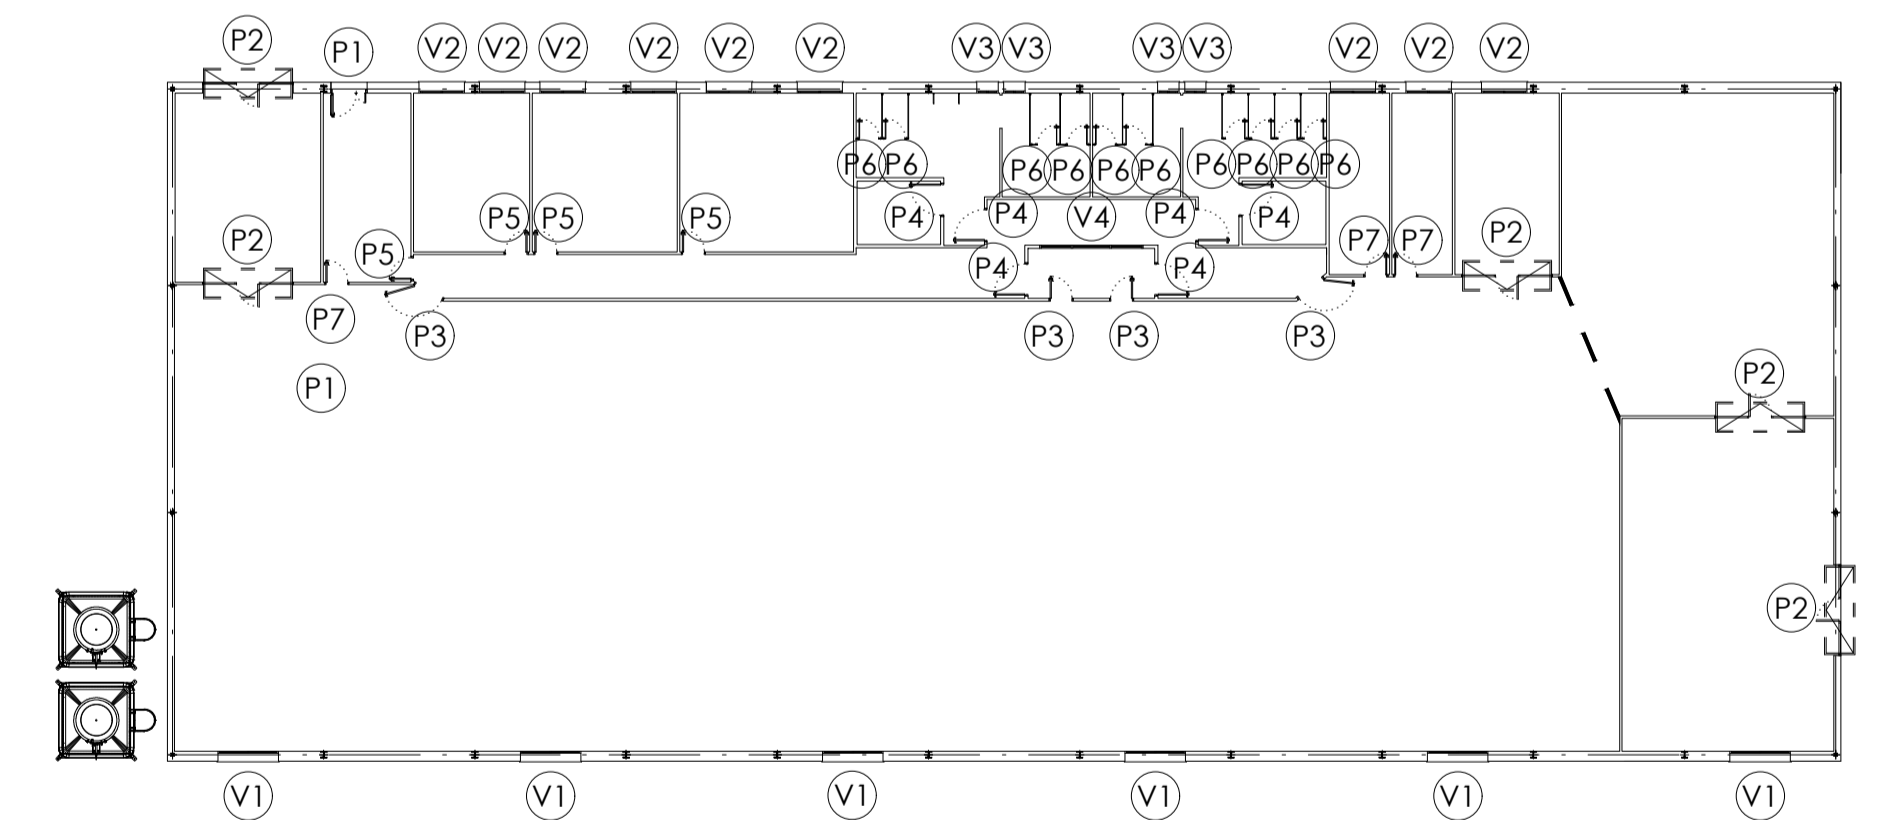 P2 P1 V2 V2 V2 V2 V2 V2 V3 V3 V3 V3 V2 V2 V2
P6 P6 P6 P6 P6 P6 P6 P6 P6 P6
P5 P5 P5 P4 P4 V4 P4 P4
P2 P5 P4 P4 P7 P7 P2
P7 P3 P3 P3 P3
P1 P2
P2
V1 V1 V1 V1 V1 V1